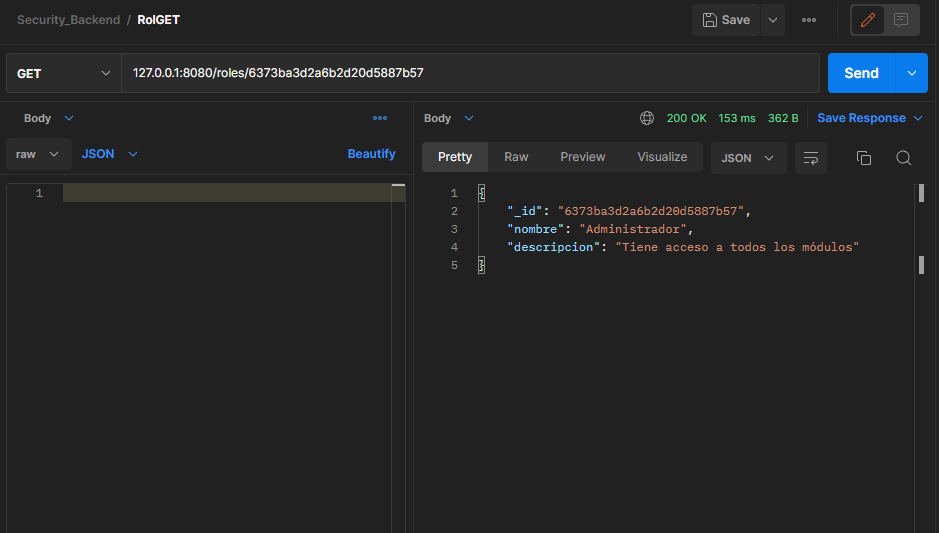 Security_Backend / RolGET
Save
GET
127.0.0.1:8080/roles/6373ba3d2a6b2d20d5887b57
Send
Body
raw
JSON
Beautify
1
Body
200 OK 153 ms 362 B
Save Response
Pretty Raw Preview Visualize JSON
1 {
2 "_id": "6373ba3d2a6b2d20d5887b57",
3 "nombre": "Administrador",
4 "descripcion": "Tiene acceso a todos los módulos"
5 }